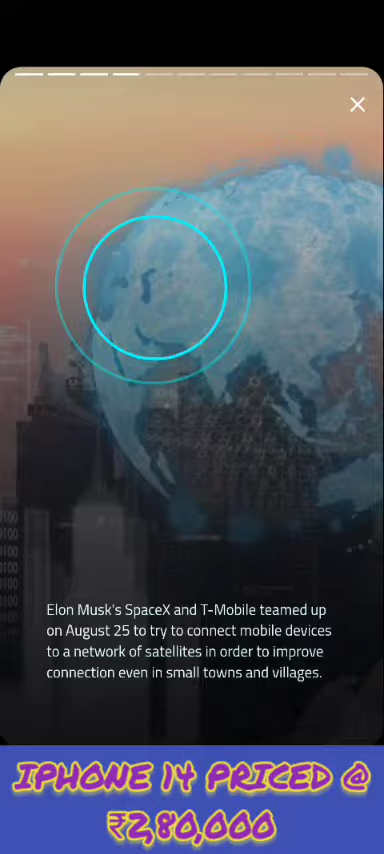 Elon Musk's SpaceX and T-Mobile teamed up
on August 25 to try to connect mobile devices
to a network of satellites in order to improve
connection even in small towns and villages.
IPHONE 14 PRICED @
₹2,80,000